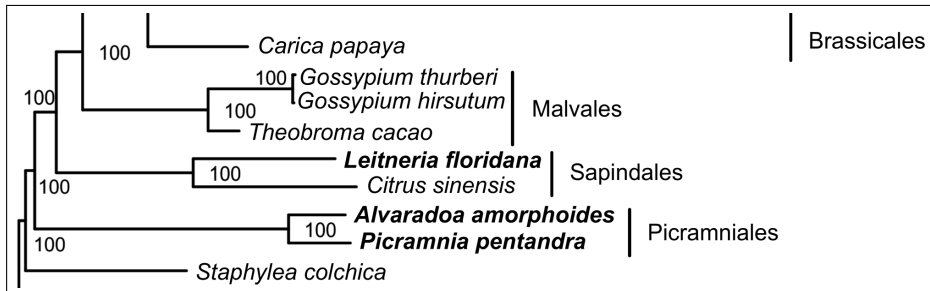 100
Carica papaya
Brassicales
100
Gossypium thurberi
100
Gossypium hirsutum
100
Theobroma cacao
Malvales
Leitneria floridana
100
Citrus sinensis
Sapindales
100
Alvaradoa amorphoides
100
Picramnia pentandra
Picramniales
100
Staphylea colchica